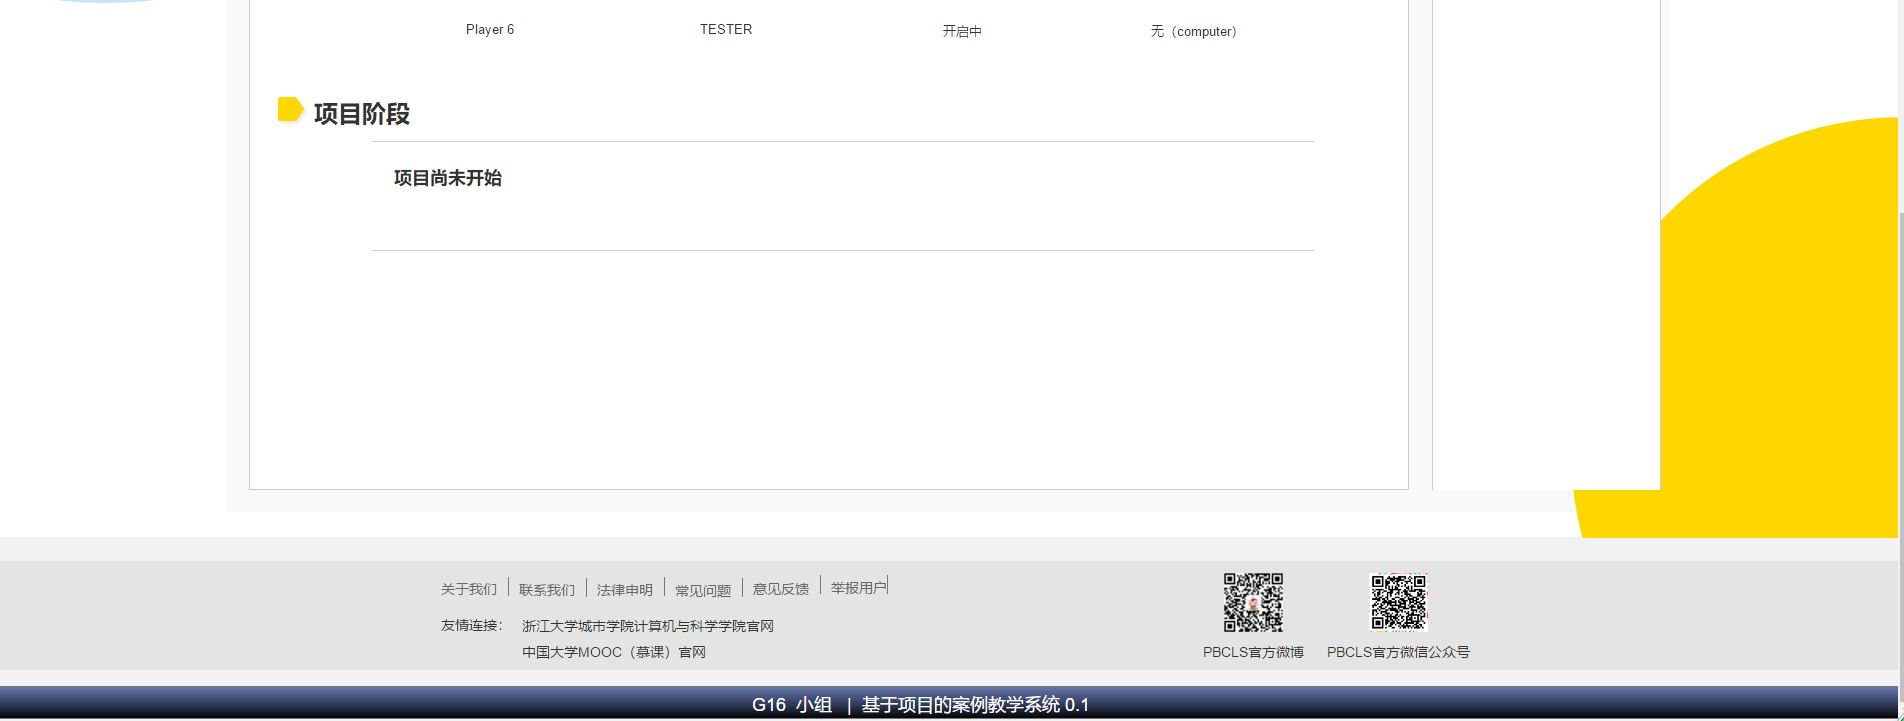 Player 6 TESTER 开启中 无（computer）
项目阶段
项目尚未开始
关于我们 联系我们 法律申明 常见问题 意见反馈 举报用户
友情连接： 浙江大学城市学院计算机与科学学院官网
中国大学MOOC（慕课）官网
PBCLS官方微博 PBCLS官方微信公众号
G16 小组 | 基于项目的案例教学系统 0.1